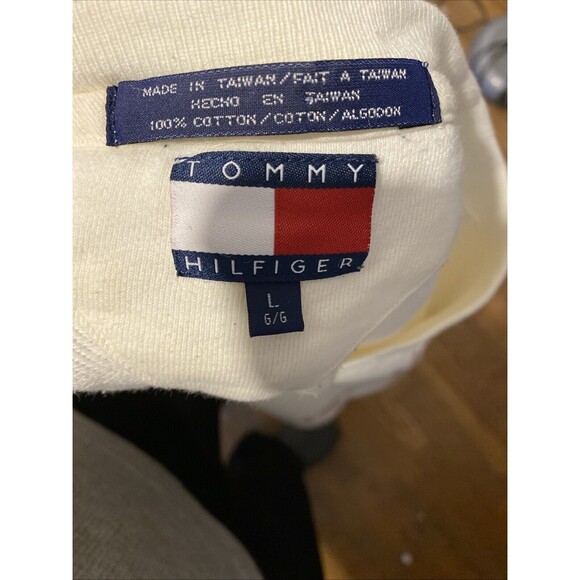 MADE IN TAIWAN/FAIT A TAIWAN
HECHO EN TAIWAN
100% COTTON/COTON/ALGODON
TOMMY
HILFIGER
L
G/G